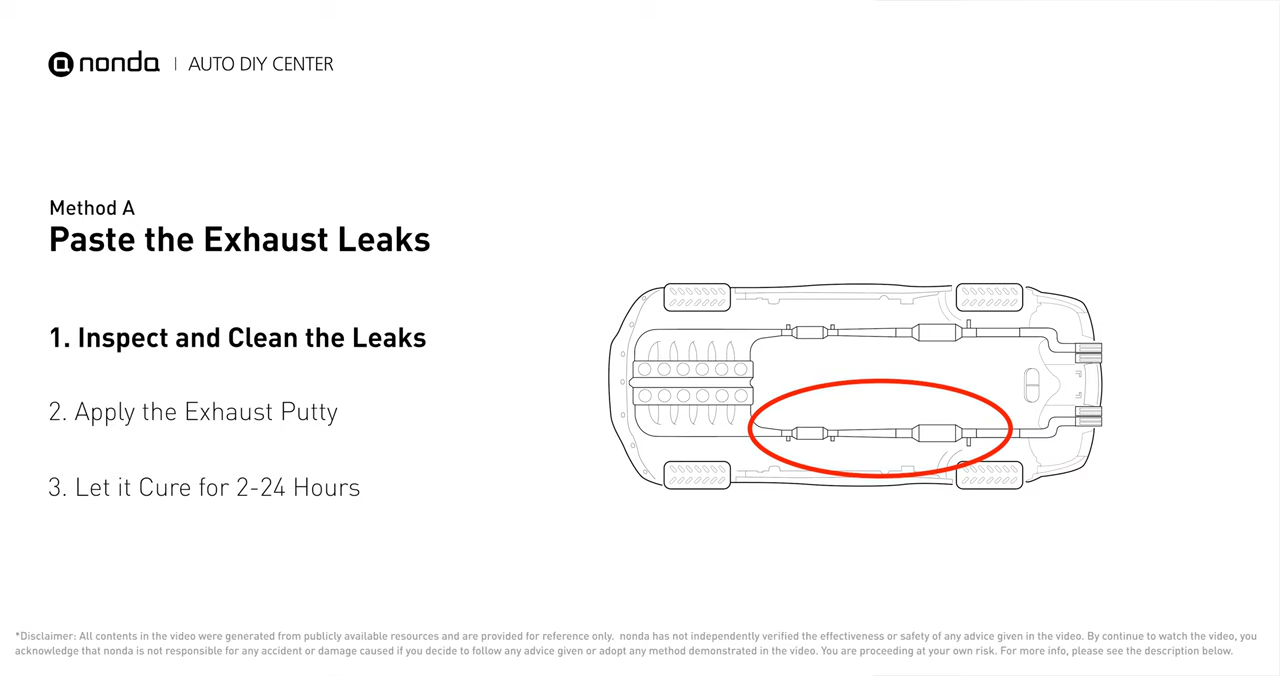 nonda | AUTO DIY CENTER
Method A
Paste the Exhaust Leaks
1. Inspect and Clean the Leaks
2. Apply the Exhaust Putty
3. Let it Cure for 2-24 Hours
*Disclaimer: All contents in the video were generated from publicly available resources and are provided for reference only. nonda has not independently verified the effectiveness or safety of any advice given in the video. By continue to watch the video, you
acknowledge that nonda is not responsible for any accident or damage caused if you decide to follow any advice given or adopt any method demonstrated in the video. You are proceeding at your own risk. For more info, please see the description below.